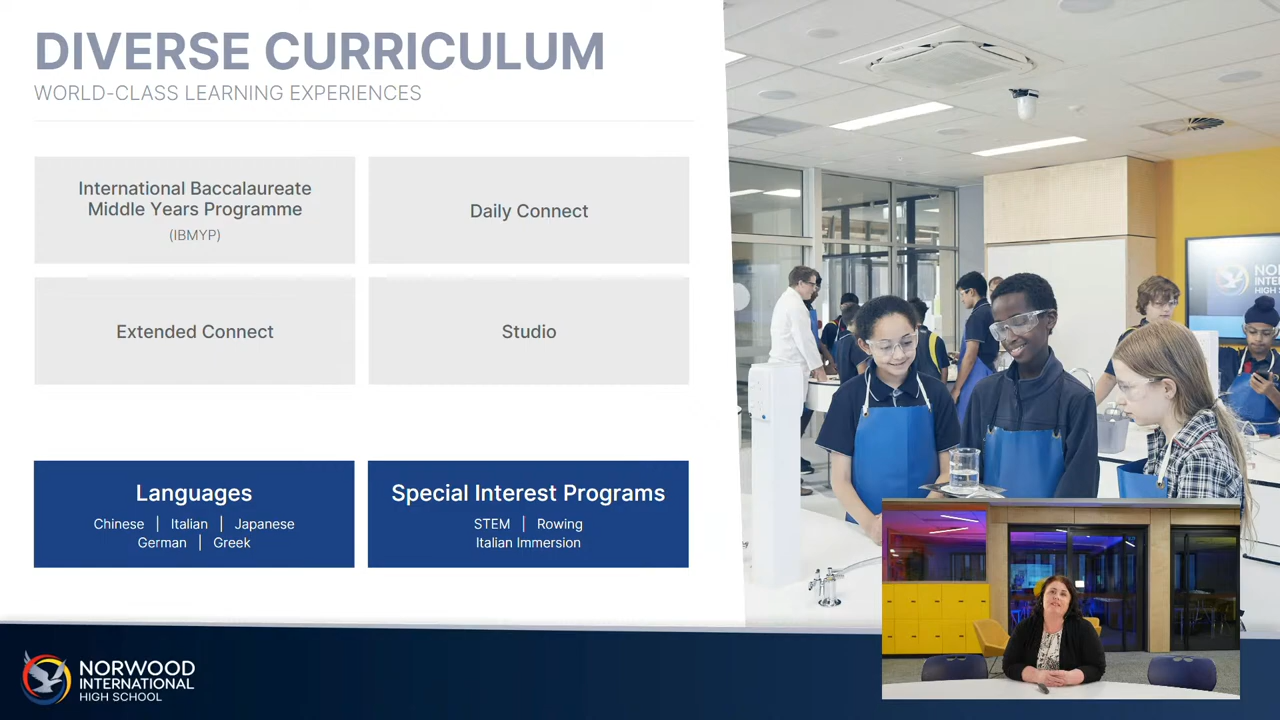 DIVERSE CURRICULUM
WORLD-CLASS LEARNING EXPERIENCES
International Baccalaureate
Middle Years Programme
(IBMYP)
Daily Connect
Extended Connect
Studio
Languages
Chinese | Italian | Japanese
German | Greek
Special Interest Programs
STEM | Rowing
Italian Immersion
NORWOOD
INTERNATIONAL
HIGH SCHOOL